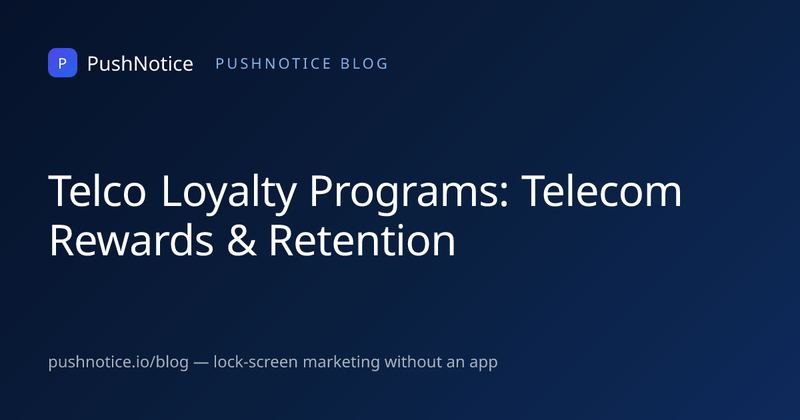 P PushNotice PUSHNOTICE BLOG
Telco Loyalty Programs: Telecom
Rewards & Retention
pushnotice.io/blog — lock-screen marketing without an app